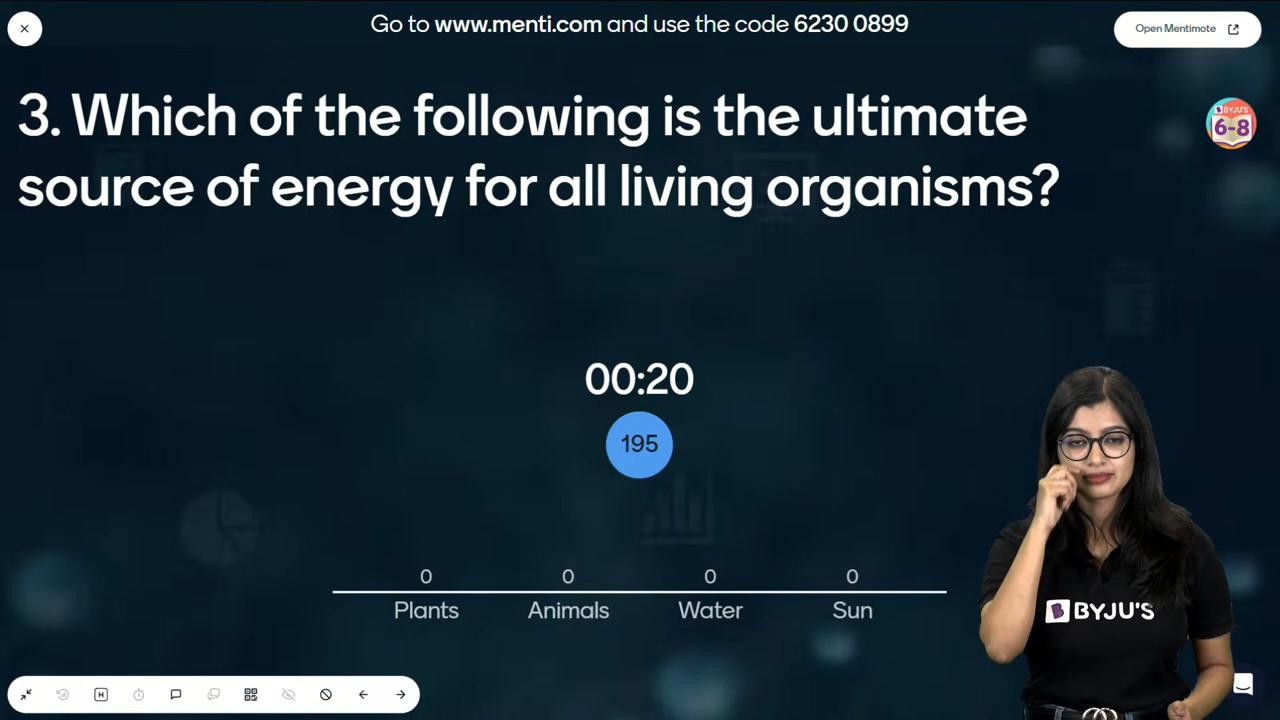 Go to www.menti.com and use the code 6230 0899
Open Mentimote
3. Which of the following is the ultimate
source of energy for all living organisms?
BYJU'S
6-8
00:20
195
0 0 0 0
Plants Animals Water Sun
B BYJU'S
H